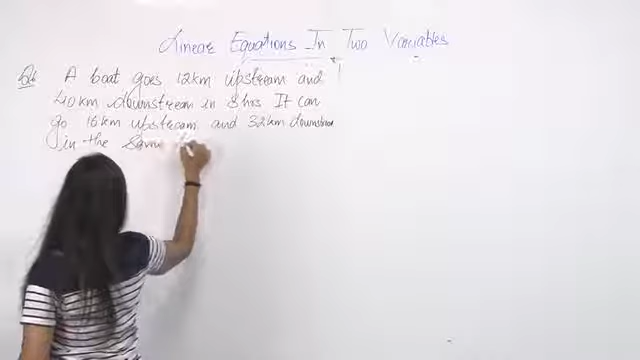 Linear Equations In Two Variables
Q6 A boat goes 12km upstream and
40km downstream in 8hrs It can
go 16km upstream and 32km downstream
in the same